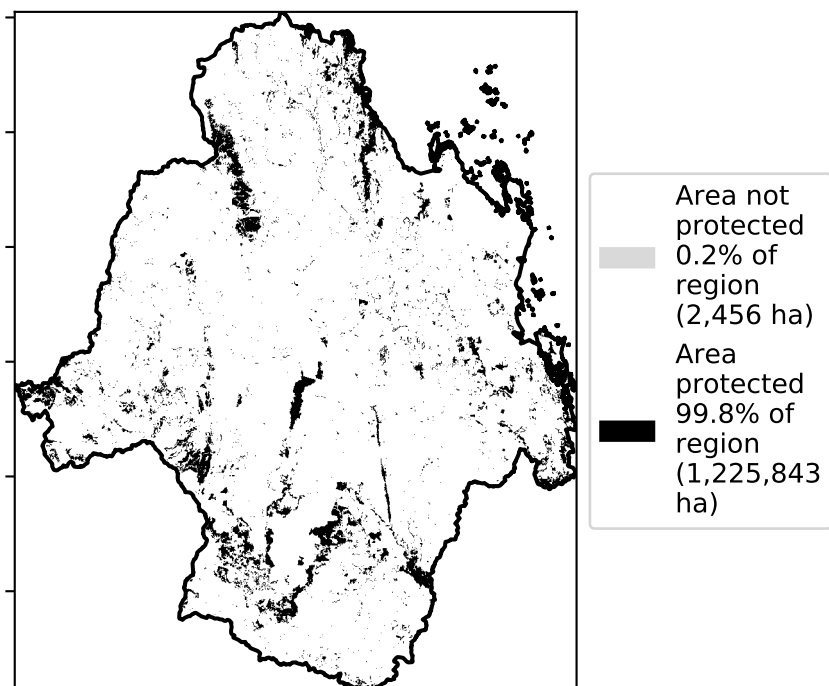 Area not
protected
0.2% of
region
(2,456 ha)
Area
protected
99.8% of
region
(1,225,843
ha)